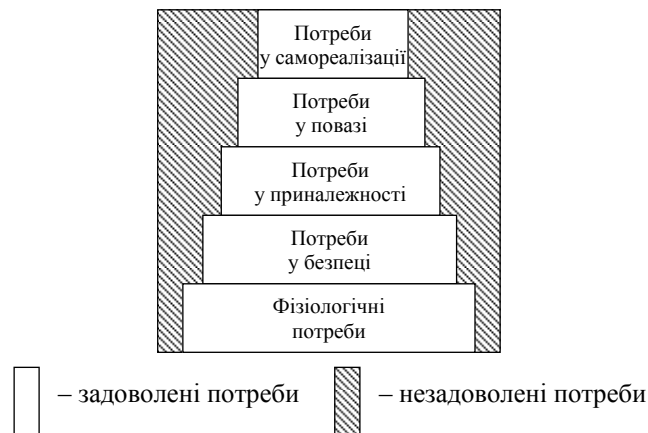 Потреби
у самореалізації
Потреби
у повазі
Потреби
у приналежності
Потреби
у безпеці
Фізіологічні
потреби
– задоволені потреби
– незадоволені потреби